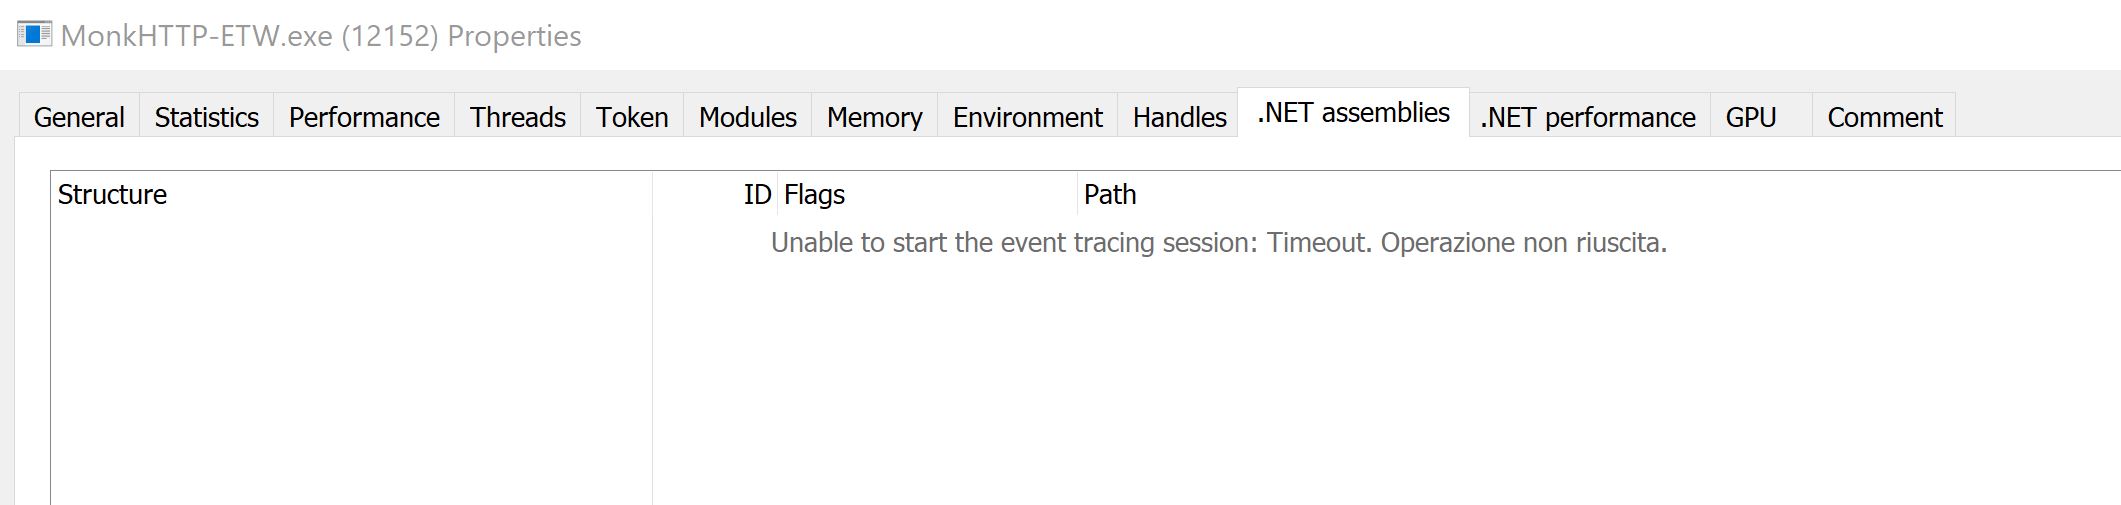 MonkHTTP-ETW.exe (12152) Properties
General Statistics Performance Threads Token Modules Memory Environment Handles .NET assemblies .NET performance GPU Comment
Structure ID Flags Path
Unable to start the event tracing session: Timeout. Operazione non riuscita.